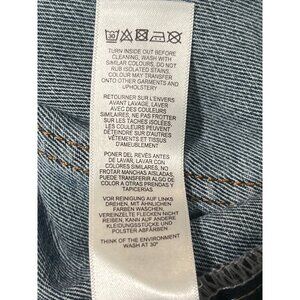 TURN INSIDE OUT BEFORE
CLEANING, WASH WITH
SIMILAR COLOURS, DO NOT
RUB ISOLATED STAINS.
COLOUR MAY TRANSFER
ONTO OTHER GARMENTS AND
UPHOLSTERY
RETOURNER SUR L'ENVERS
AVANT LAVAGE, LAVER
AVEC DES COULEURS
SIMILAIRES, NE PAS FROTTER
SUR LES TÂCHES ISOLÉES,
LES COULEURS PEUVENT
DÉTEINDRE SUR D'AUTRES
VÊTEMENTS ET TISSUS
D'AMEUBLEMENT
PONER DEL REVÉS ANTES
DE LAVAR, LAVAR CON
COLORES SIMILARES, NO
FROTAR MANCHAS AISLADAS,
PUEDE TRANSFERIR ALGO
DE COLOR A OTRAS PRENDAS Y
TAPICERIAS
VOR REINIGUNG AUF LINKS
DREHEN, MIT ÄHNLICHEN
FARBEN WASCHEN,
VEREINZELTE FLECKEN NICHT
REIBEN, KANN AN ANDERE
KLEIDUNGSSTÜCKE UND
POLSTER ABFÄRBEN
THINK OF THE ENVIRONMENT
WASH AT 30°